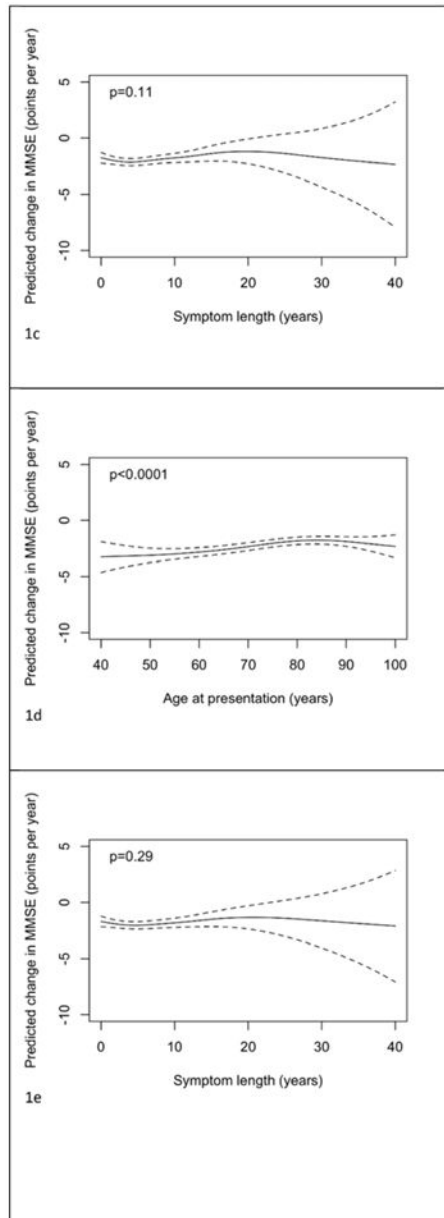 Predicted change in MMSE (points per year)
5
0
-5
-10
p=0.11
0 10 20 30 40
Symptom length (years)
1c
Predicted change in MMSE (points per year)
5
0
-5
-10
p<0.0001
40 50 60 70 80 90 100
Age at presentation (years)
1d
Predicted change in MMSE (points per year)
5
0
-5
-10
p=0.29
0 10 20 30 40
Symptom length (years)
1e